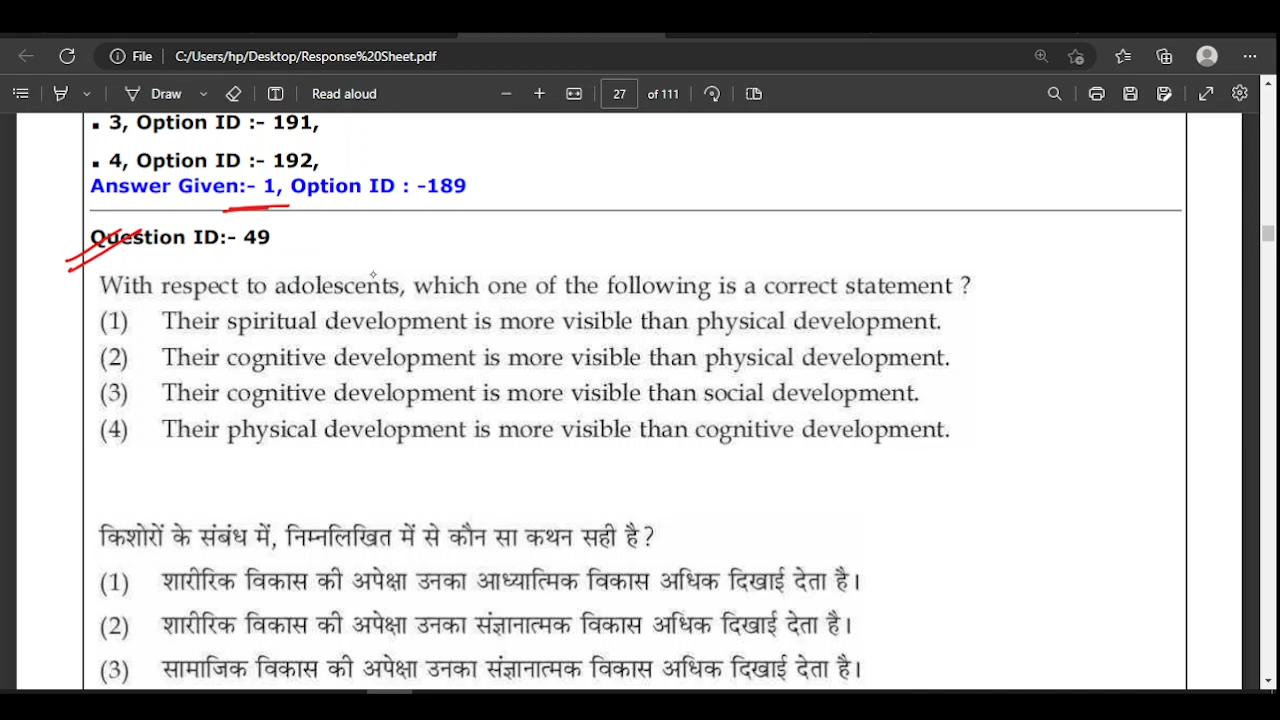 File C:/Users/hp/Desktop/Response%20Sheet.pdf
Draw Read aloud 27 of 111
▪ 3, Option ID :- 191,
▪ 4, Option ID :- 192,
Answer Given:- 1, Option ID : -189
Question ID:- 49
With respect to adolescents, which one of the following is a correct statement ?
(1) Their spiritual development is more visible than physical development.
(2) Their cognitive development is more visible than physical development.
(3) Their cognitive development is more visible than social development.
(4) Their physical development is more visible than cognitive development.
किशोरों के संबंध में, निम्नलिखित में से कौन सा कथन सही है?
(1) शारीरिक विकास की अपेक्षा उनका आध्यात्मिक विकास अधिक दिखाई देता है।
(2) शारीरिक विकास की अपेक्षा उनका संज्ञानात्मक विकास अधिक दिखाई देता है।
(3) सामाजिक विकास की अपेक्षा उनका संज्ञानात्मक विकास अधिक दिखाई देता है।